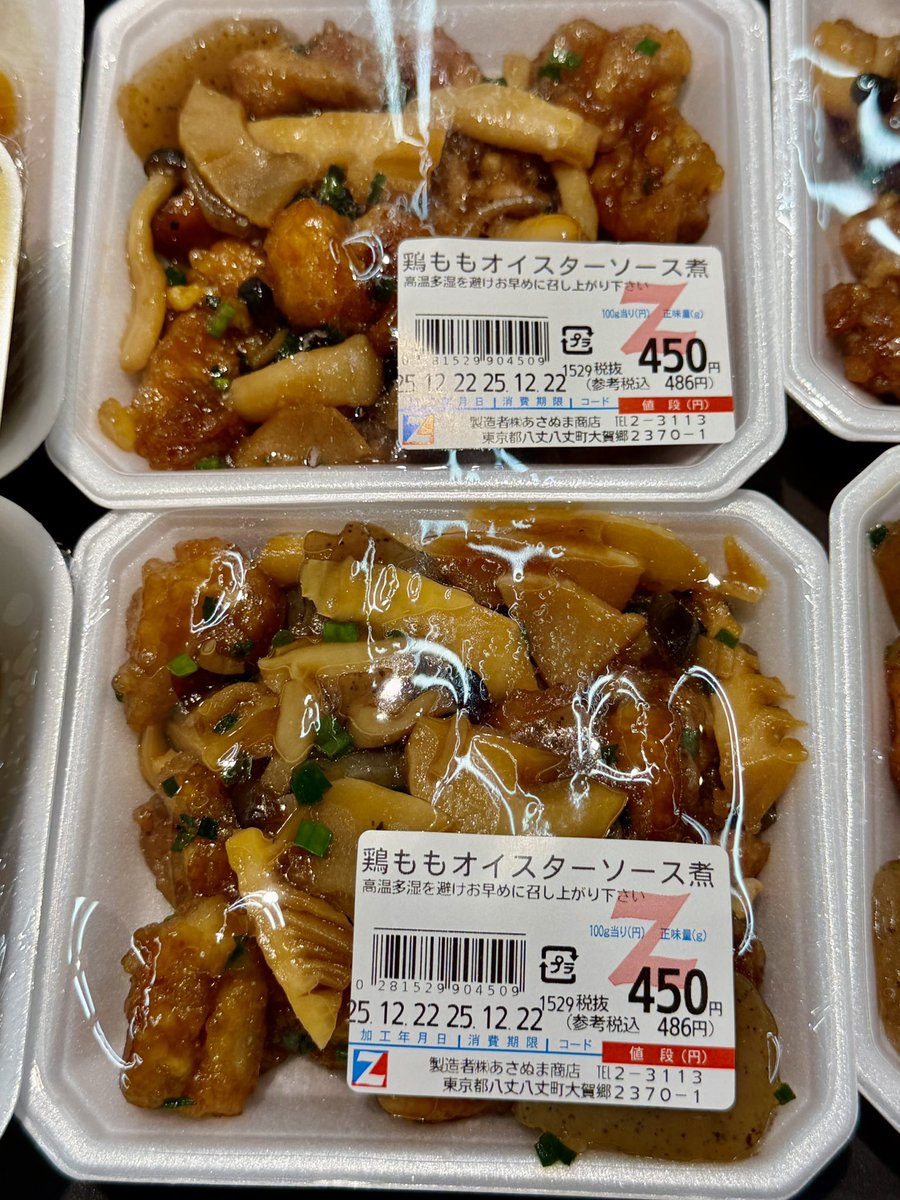 鶏ももオイスターソース煮
高温多湿を避けお早めに召し上がり下さい
100g当り(円) 正味量(g)
Z
プラ
450円
0 281529 904509
1529 税抜
(参考税込 486円)
25.12.22 25.12.22
月日 消費期限 コード
値段(円)
Z
製造者㈱あさぬま商店 TEL2-3113
東京都八丈八丈町大賀郷2370-1
鶏ももオイスターソース煮
高温多湿を避けお早めに召し上がり下さい
100g当り(円) 正味量(g)
Z
プラ
450円
0 281529 904509
1529 税抜
(参考税込 486円)
25.12.22 25.12.22
加工年月日 消費期限 コード
値段(円)
Z
製造者㈱あさぬま商店 TEL2-3113
東京都八丈八丈町大賀郷2370-1